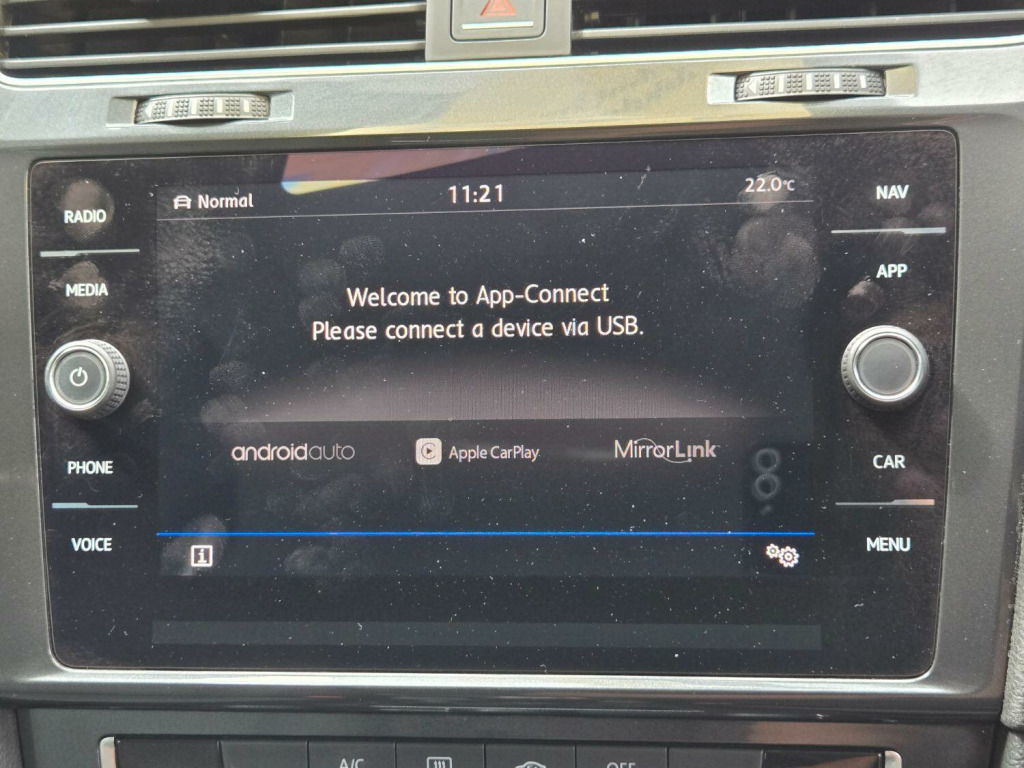 RADIO
MEDIA
PHONE
VOICE
Normal
11:21
22.0°C
Welcome to App-Connect
Please connect a device via USB.
androidauto
Apple CarPlay
MirrorLink™
i
NAV
APP
CAR
MENU
A/C
OFF